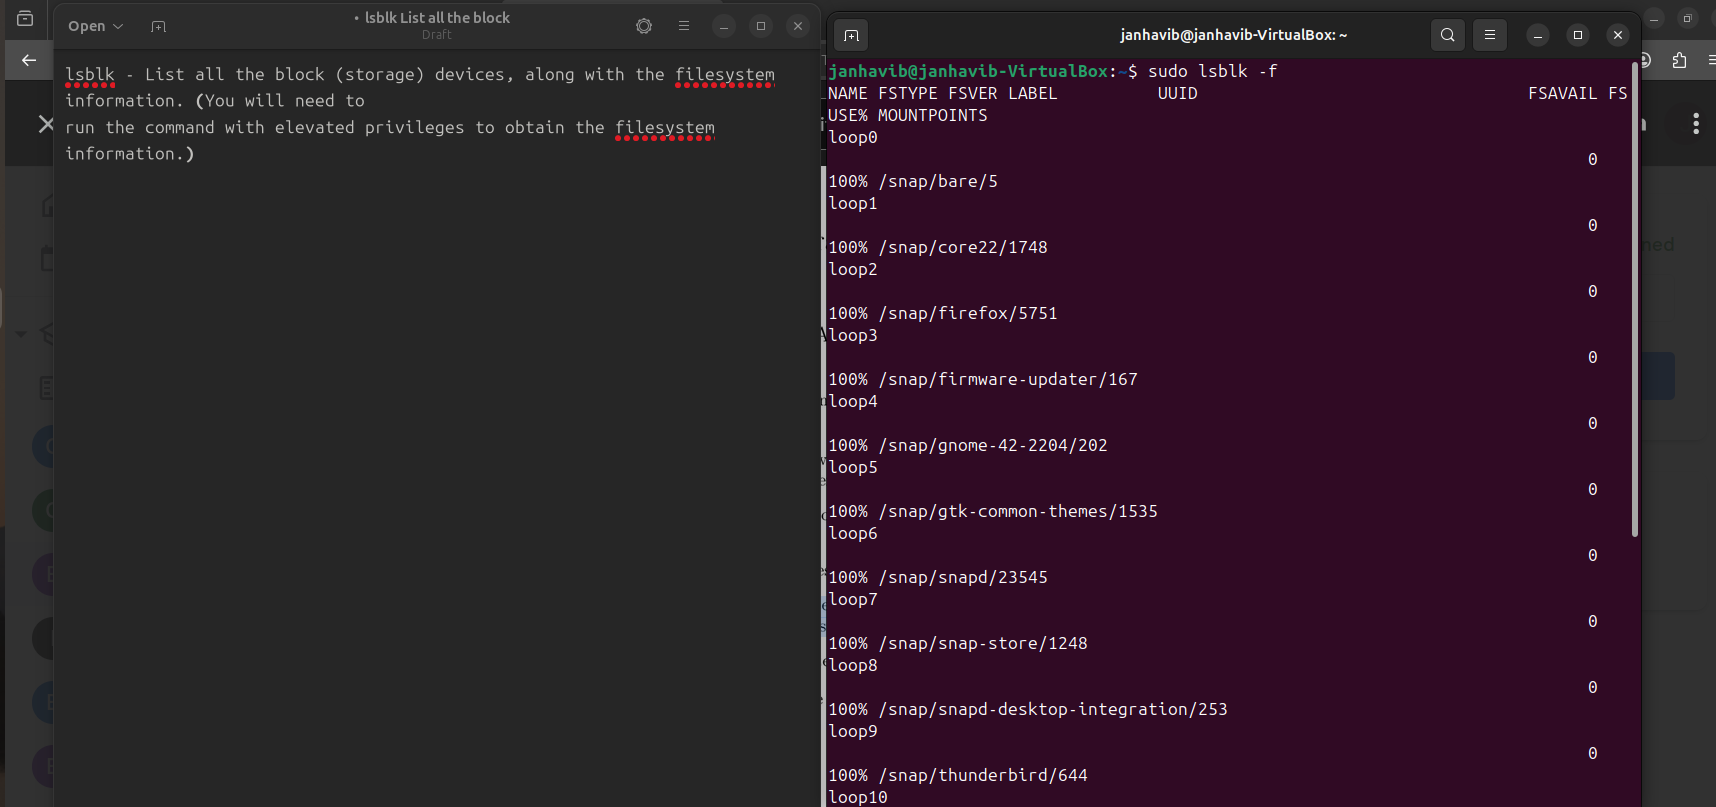 Open
lsblk List all the block
Draft
lsblk - List all the block (storage) devices, along with the filesystem
information. (You will need to
run the command with elevated privileges to obtain the filesystem
information.)
janhavib@janhavib-VirtualBox: ~
janhavib@janhavib-VirtualBox:~$ sudo lsblk -f
NAME FSTYPE FSVER LABEL UUID FSAVAIL FS
USE% MOUNTPOINTS
loop0
0
100% /snap/bare/5
loop1
0
100% /snap/core22/1748
loop2
0
100% /snap/firefox/5751
loop3
0
100% /snap/firmware-updater/167
loop4
0
100% /snap/gnome-42-2204/202
loop5
0
100% /snap/gtk-common-themes/1535
loop6
0
100% /snap/snapd/23545
loop7
0
100% /snap/snap-store/1248
loop8
0
100% /snap/snapd-desktop-integration/253
loop9
0
100% /snap/thunderbird/644
loop10